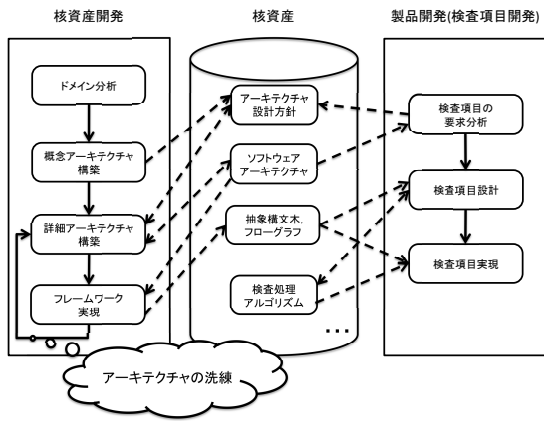 核資産開発
核資産
製品開発(検査項目開発)
ドメイン分析
概念アーキテクチャ
構築
詳細アーキテクチャ
構築
フレームワーク
実現
アーキテクチャ
設計方針
ソフトウェア
アーキテクチャ
抽象構文木,
フローグラフ
検査処理
アルゴリズム
...
検査項目の
要求分析
検査項目設計
検査項目実現
アーキテクチャの洗練